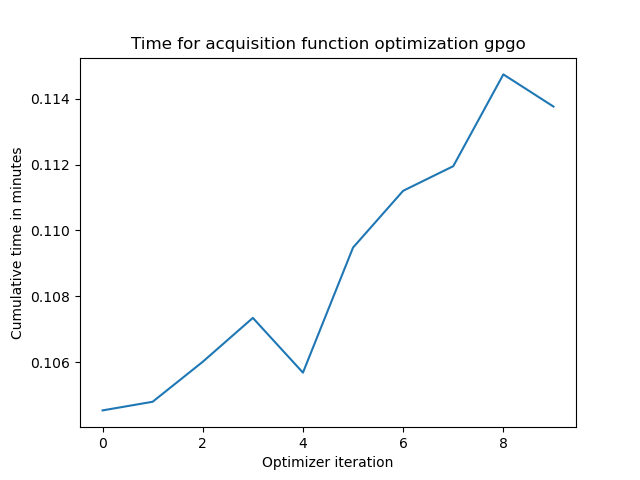 Time for acquisition function optimization gpgo
Cumulative time in minutes
0.114
0.112
0.110
0.108
0.106
0 2 4 6 8
Optimizer iteration